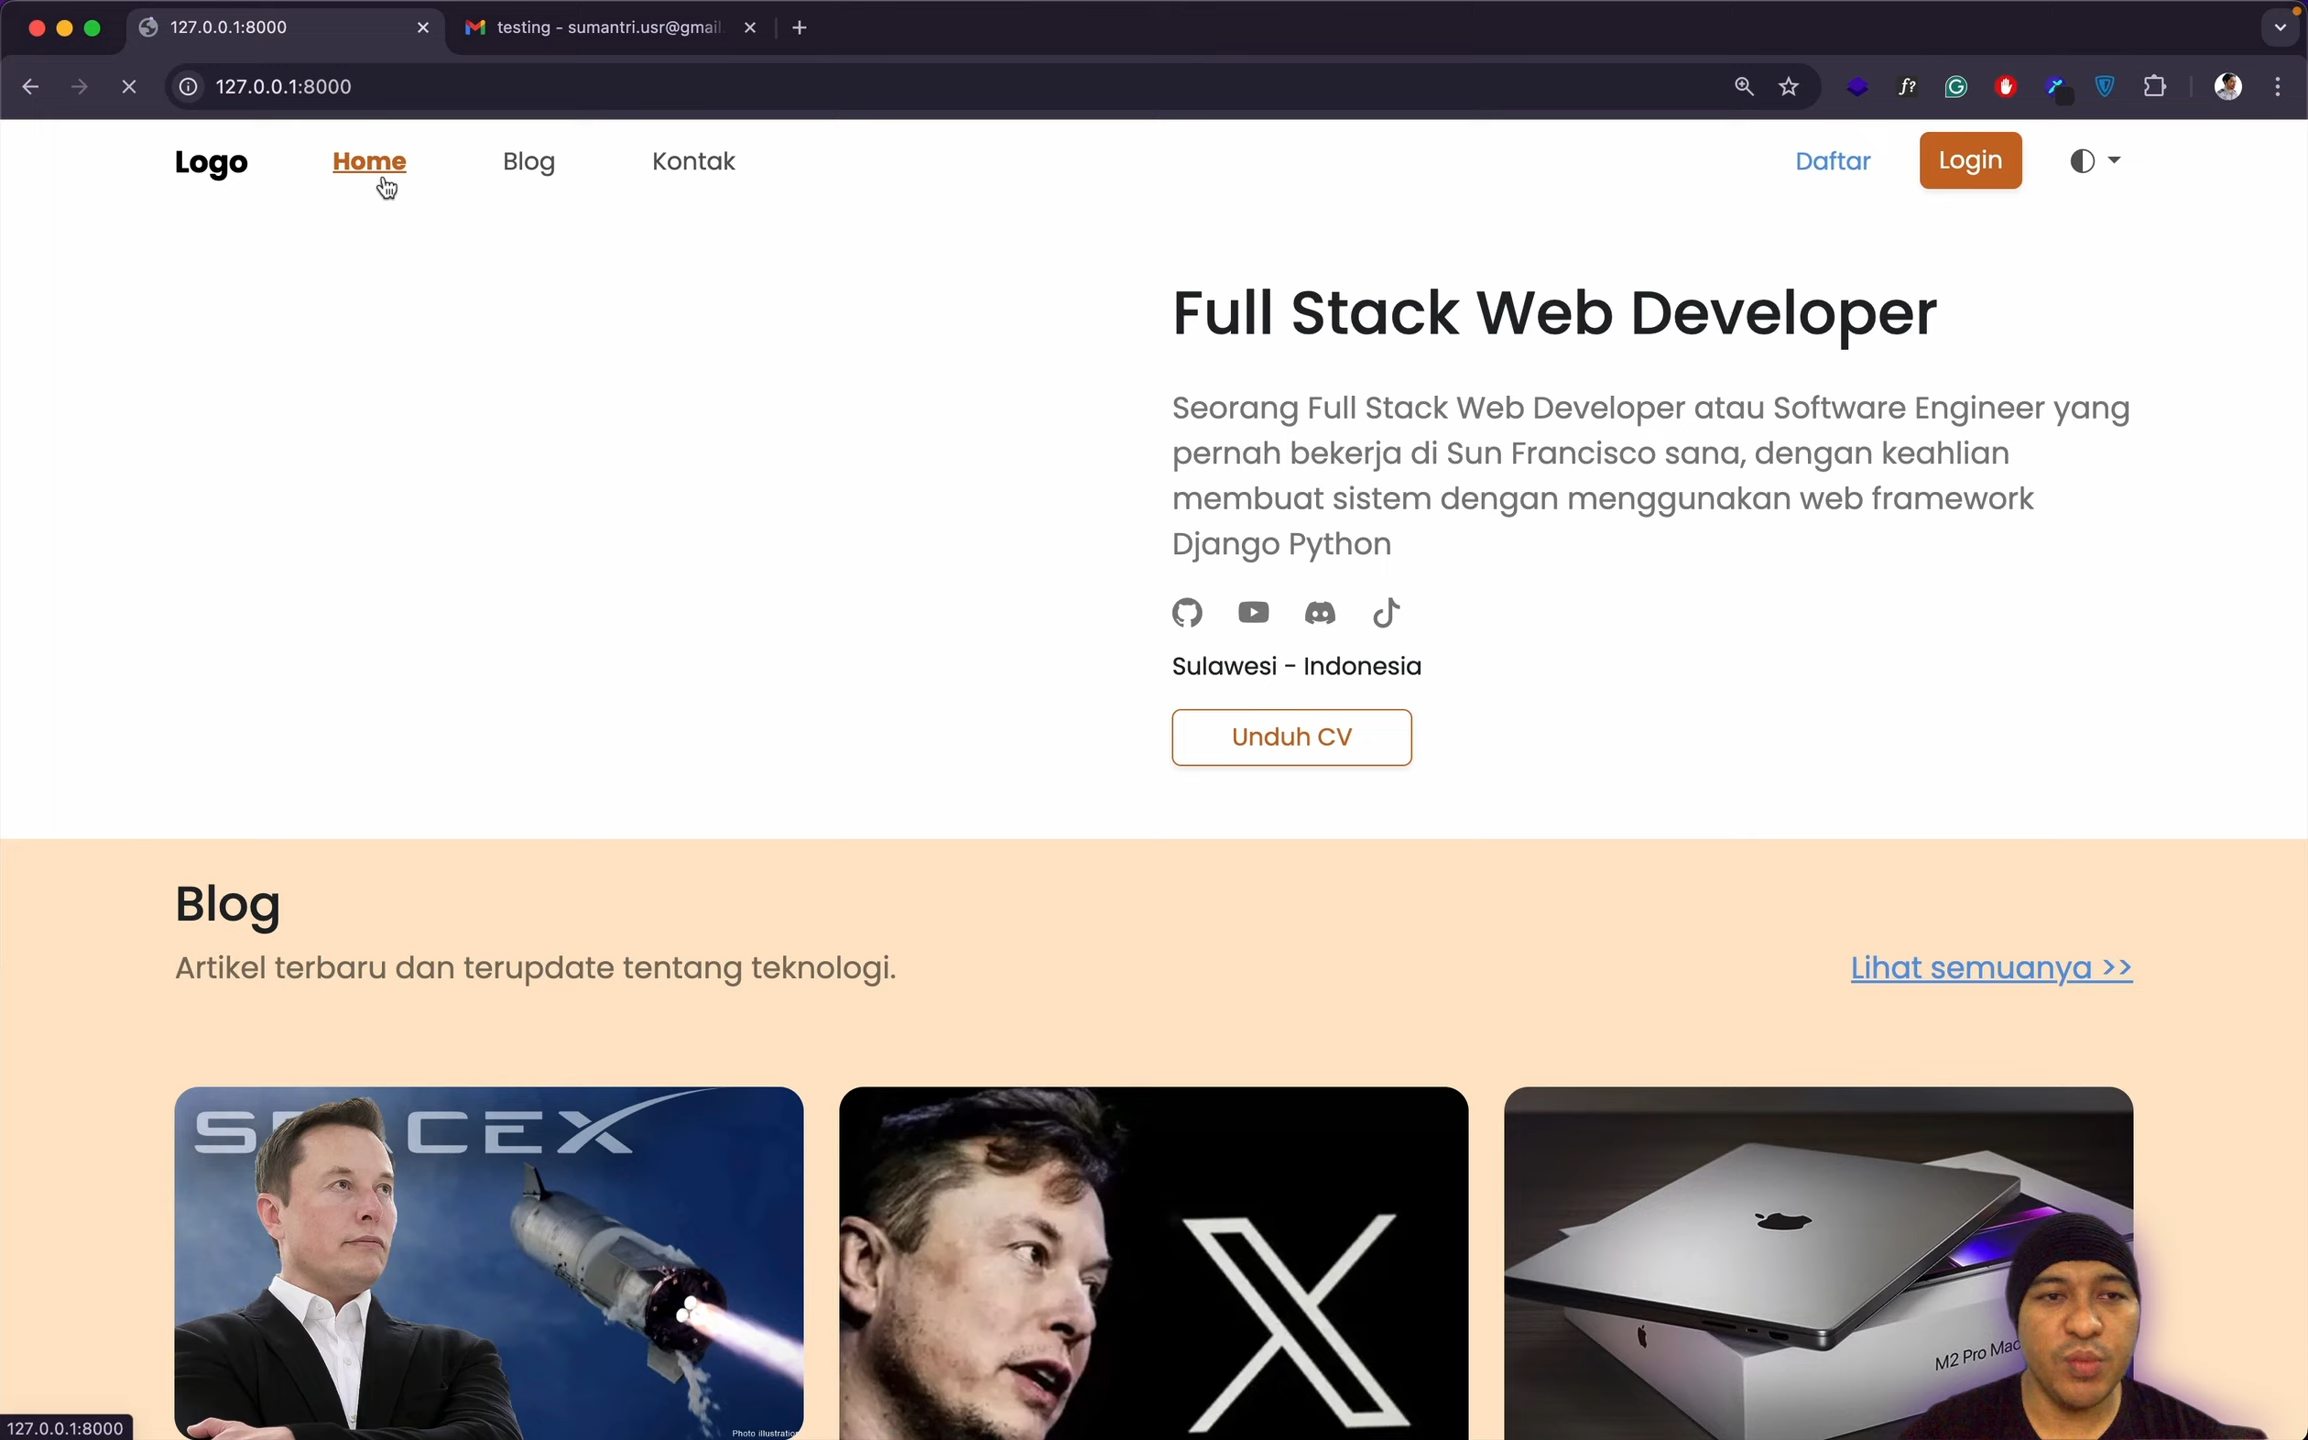 127.0.0.1:8000
testing - sumantri.usr@gmail.
127.0.0.1:8000
f?
Logo
Home
Blog
Kontak
Daftar
Login
Full Stack Web Developer
Seorang Full Stack Web Developer atau Software Engineer yang
pernah bekerja di Sun Francisco sana, dengan keahlian
membuat sistem dengan menggunakan web framework
Django Python
Sulawesi - Indonesia
Unduh CV
Blog
Artikel terbaru dan terupdate tentang teknologi.
Lihat semuanya >>
X
M2 Pro Mac
Photo illustration
127.0.0.1:8000